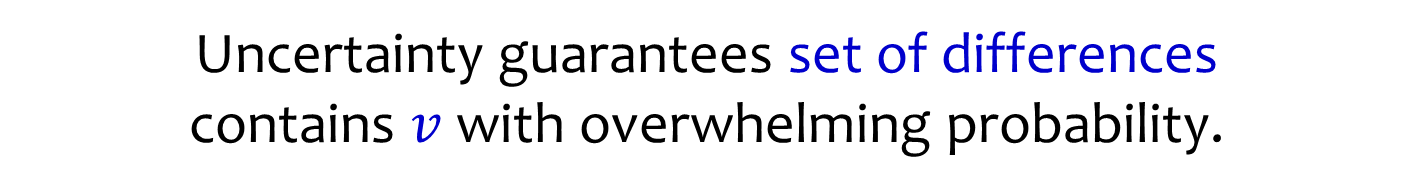 Uncertainty guarantees set of differences
contains v with overwhelming probability.